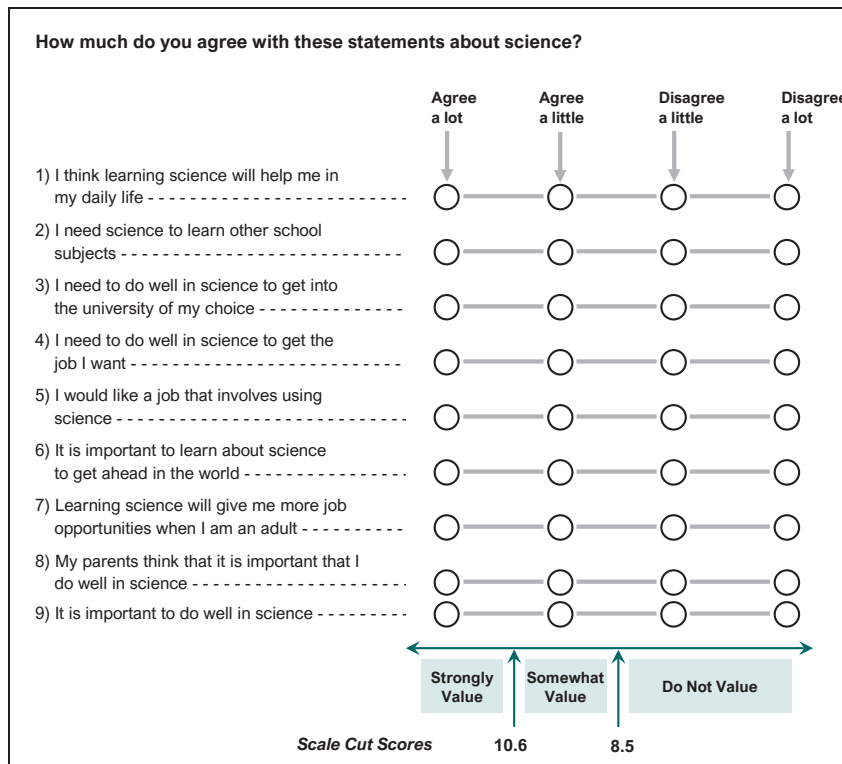 How much do you agree with these statements about science?
Agree a lot
Agree a little
Disagree a little
Disagree a lot
1) I think learning science will help me in
my daily life - - - - - - - - - - - - - - - - - - - - - - - - - -
2) I need science to learn other school
subjects - - - - - - - - - - - - - - - - - - - - - - - - - - - - -
3) I need to do well in science to get into
the university of my choice - - - - - - - - - - - - - -
4) I need to do well in science to get the
job I want - - - - - - - - - - - - - - - - - - - - - - - - - - - -
5) I would like a job that involves using
science - - - - - - - - - - - - - - - - - - - - - - - - - - - - - -
6) It is important to learn about science
to get ahead in the world - - - - - - - - - - - - - - - -
7) Learning science will give me more job
opportunities when I am an adult - - - - - - - - - -
8) My parents think that it is important that I
do well in science - - - - - - - - - - - - - - - - - - - - - -
9) It is important to do well in science - - - - - - - - -
Strongly Value
Somewhat Value
Do Not Value
Scale Cut Scores 10.6 8.5